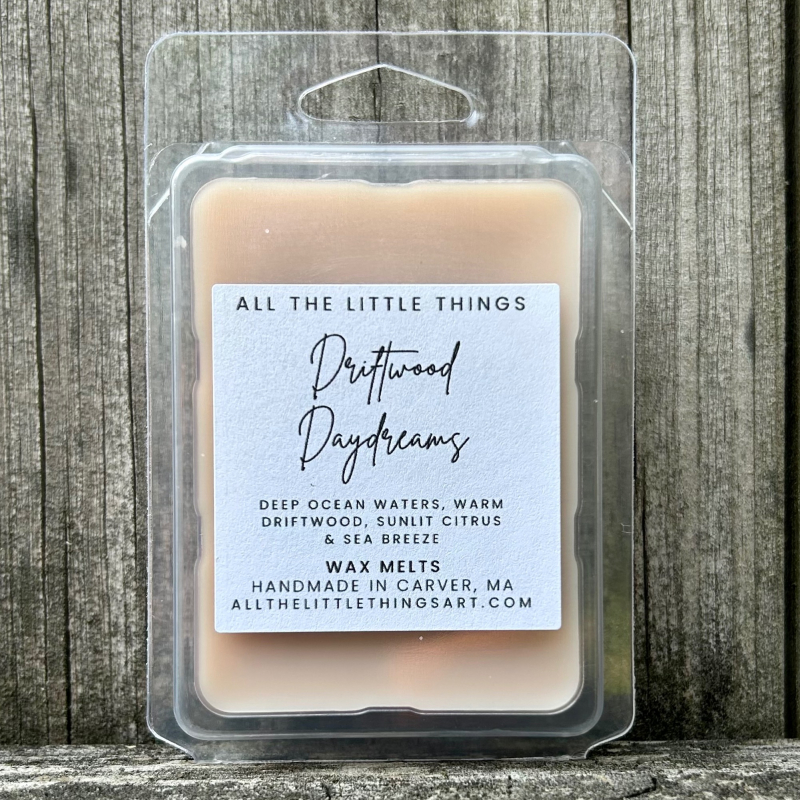 ALL THE LITTLE THINGS
Driftwood
Daydreams
DEEP OCEAN WATERS, WARM
DRIFTWOOD, SUNLIT CITRUS
& SEA BREEZE
WAX MELTS
HANDMADE IN CARVER, MA
ALLTHELITTLETHINGSART.COM